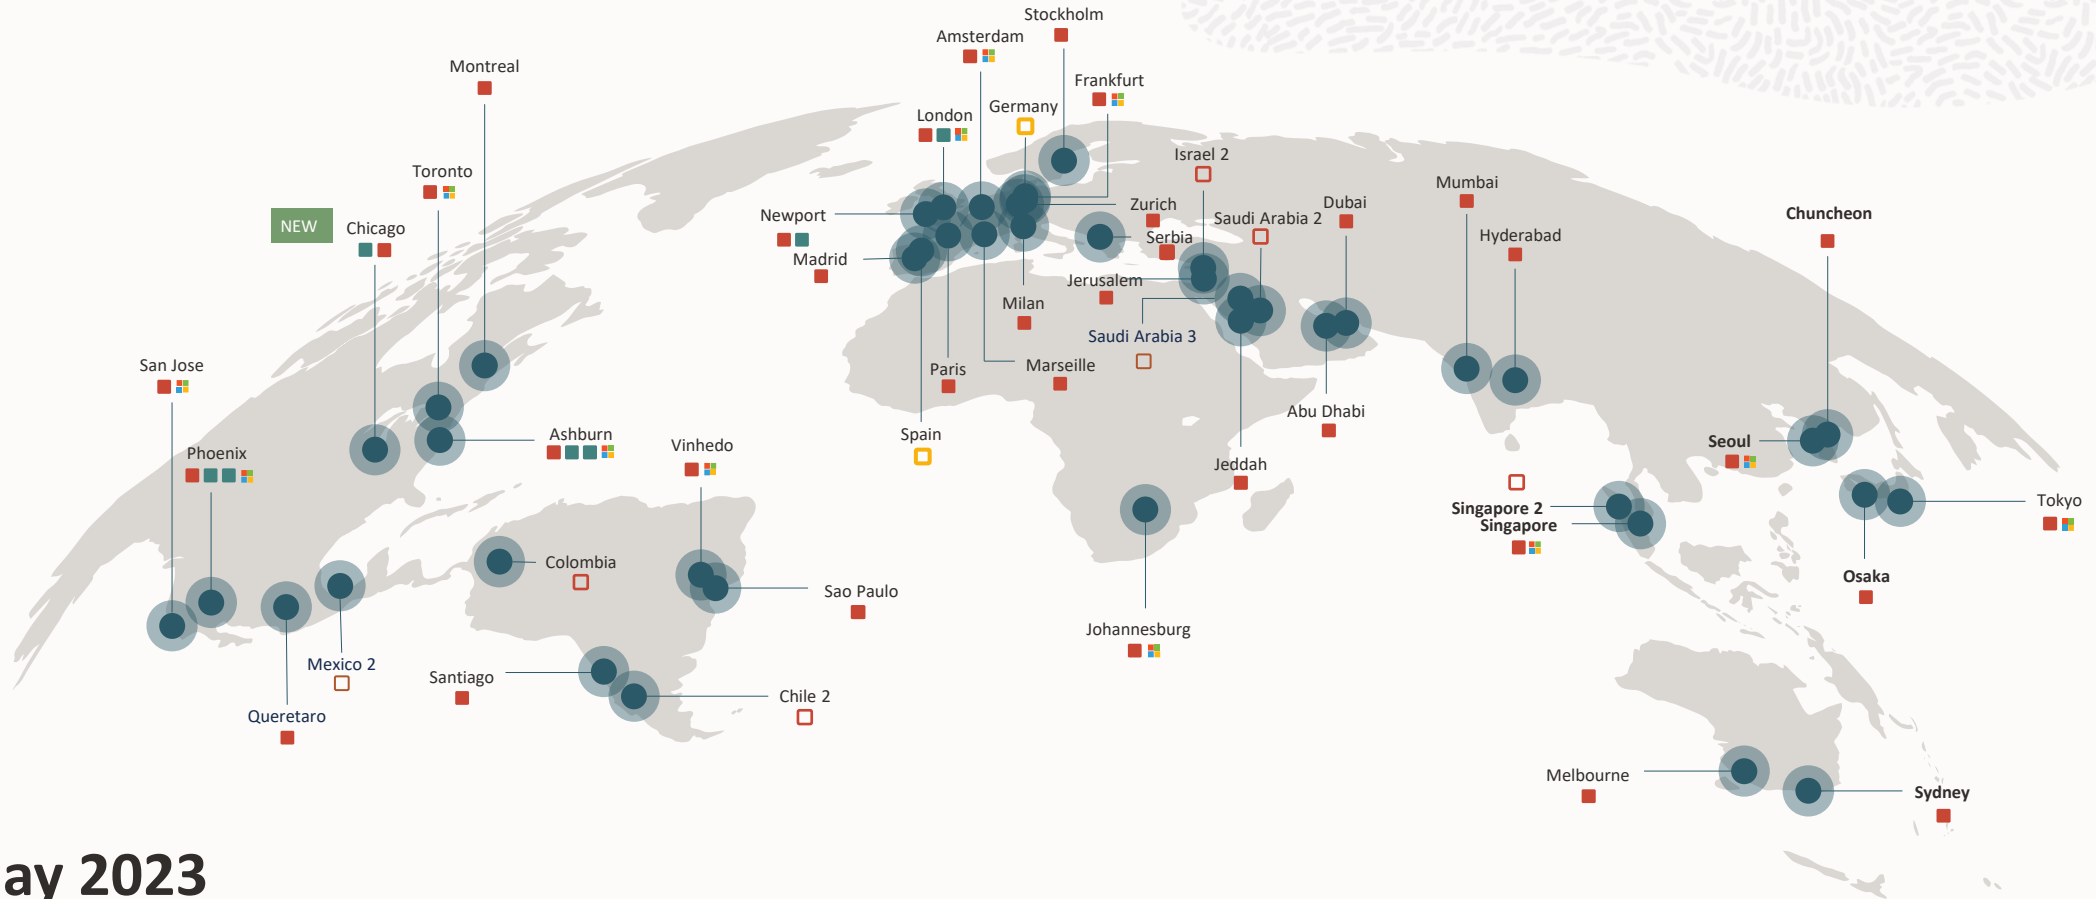 Stockholm
Amsterdam
Montreal
Frankfurt
Germany
London
Israel 2
Toronto
Mumbai
Zurich
Dubai
Newport
Saudi Arabia 2
Chuncheon
NEW
Chicago
Serbia
Hyderabad
Madrid
Jerusalem
Milan
Saudi Arabia 3
San Jose
Paris
Marseille
Abu Dhabi
Ashburn
Spain
Vinhedo
Seoul
Phoenix
Jeddah
Tokyo
Singapore 2
Singapore
Colombia
Osaka
Sao Paulo
Johannesburg
Mexico 2
Santiago
Chile 2
Queretaro
Melbourne
Sydney
ay 2023